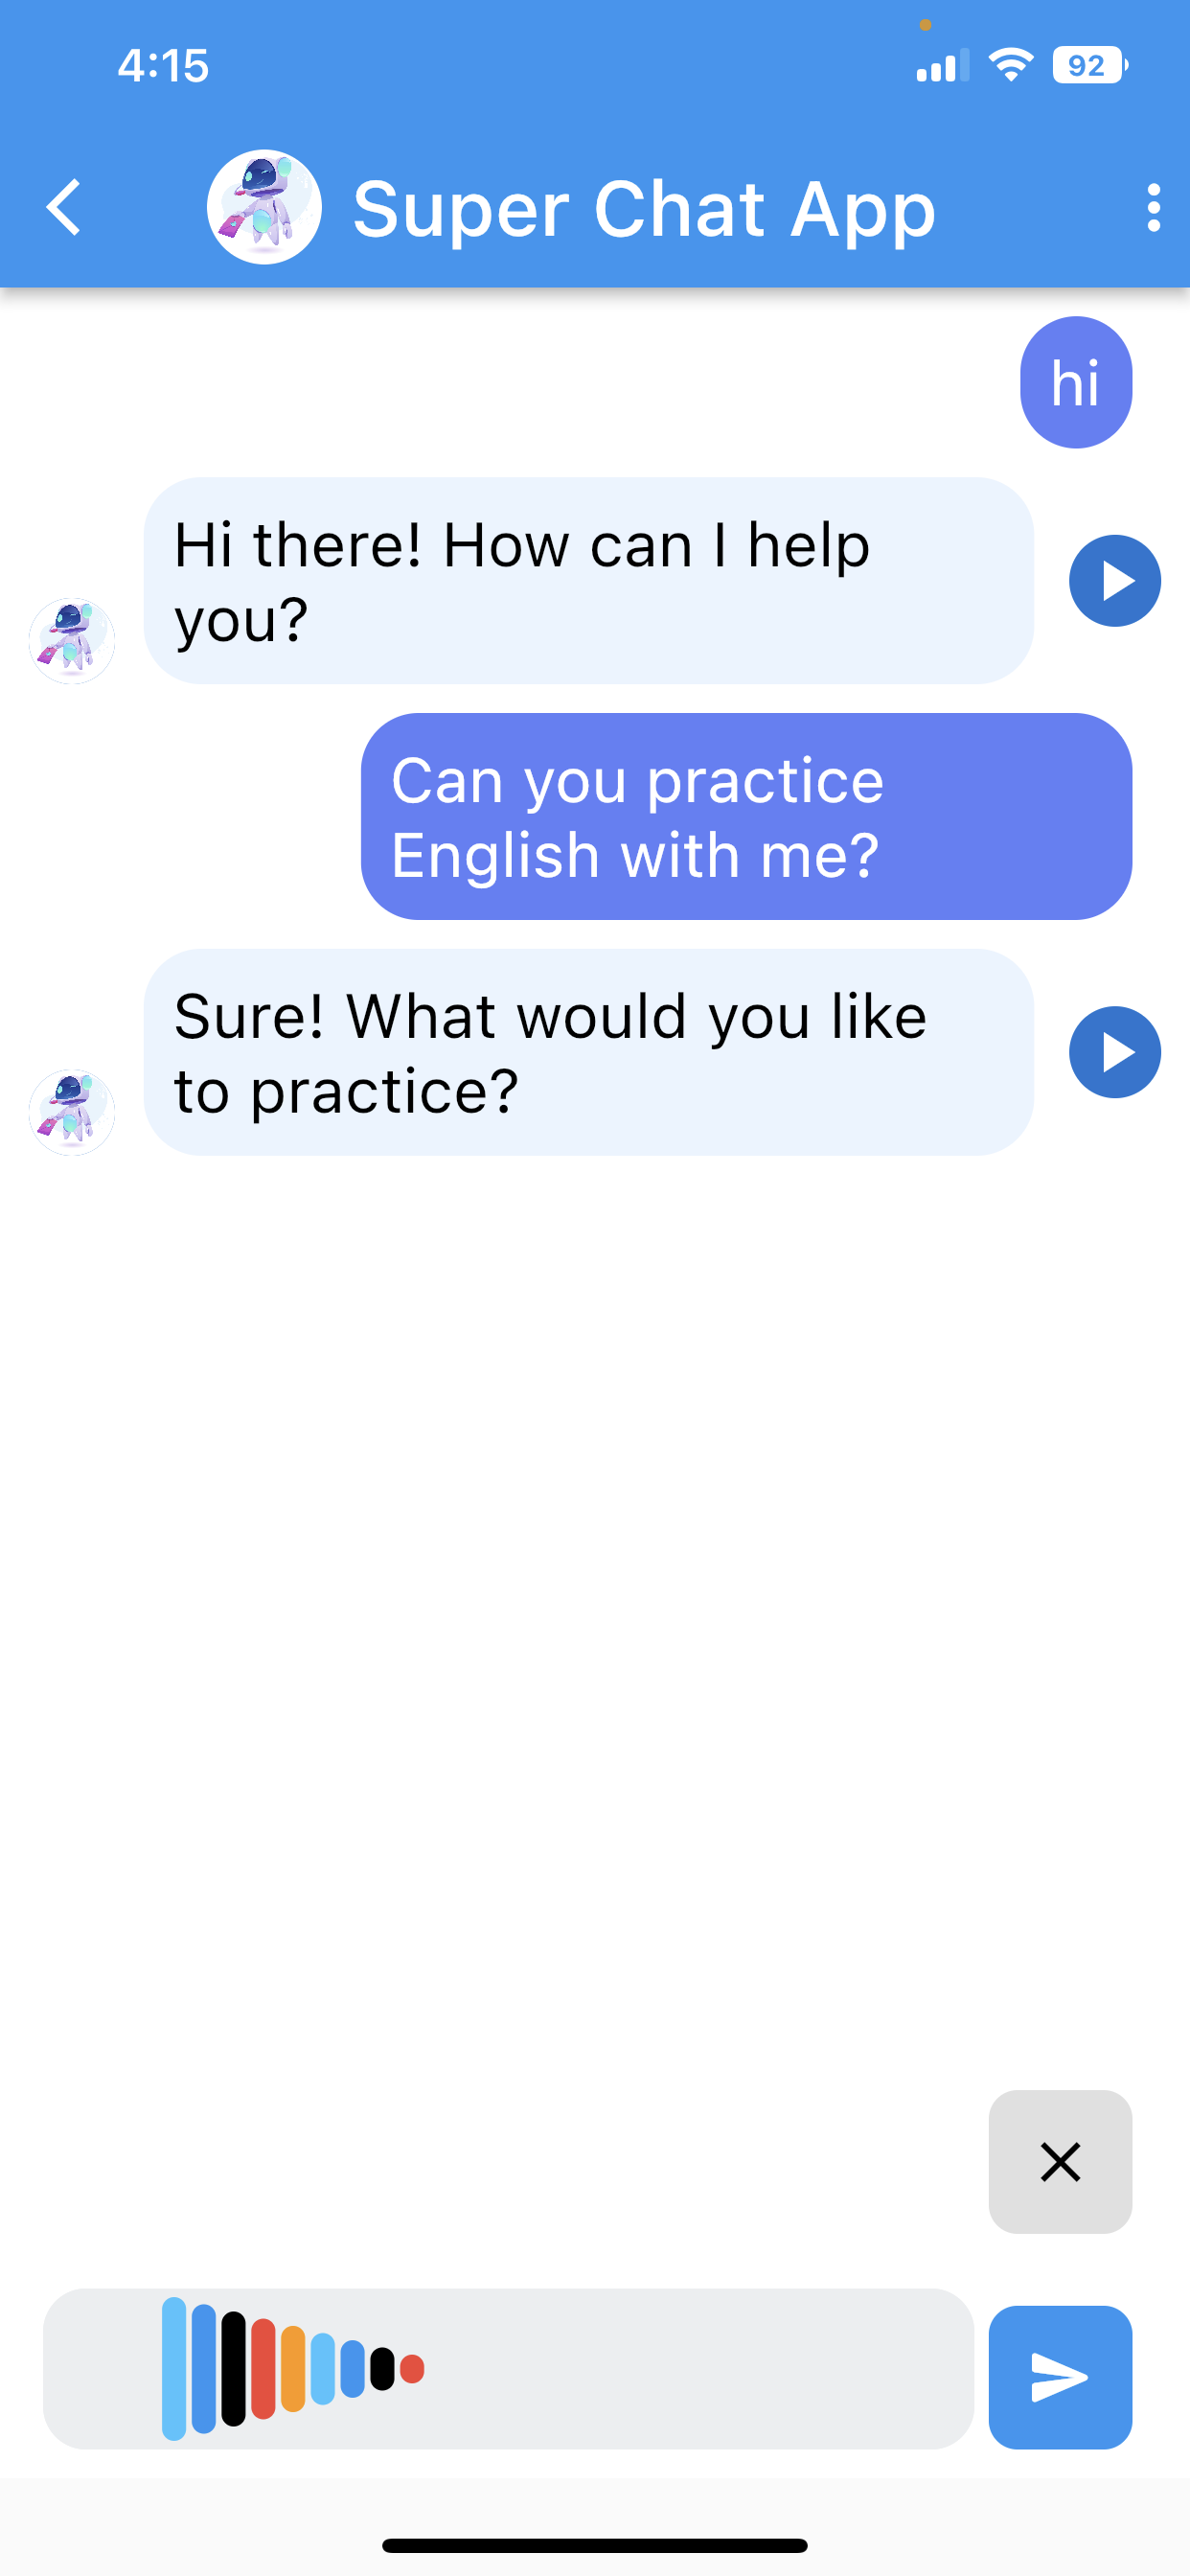 4:15
92
Super Chat App
hi
Hi there! How can I help
you?
Can you practice
English with me?
Sure! What would you like
to practice?